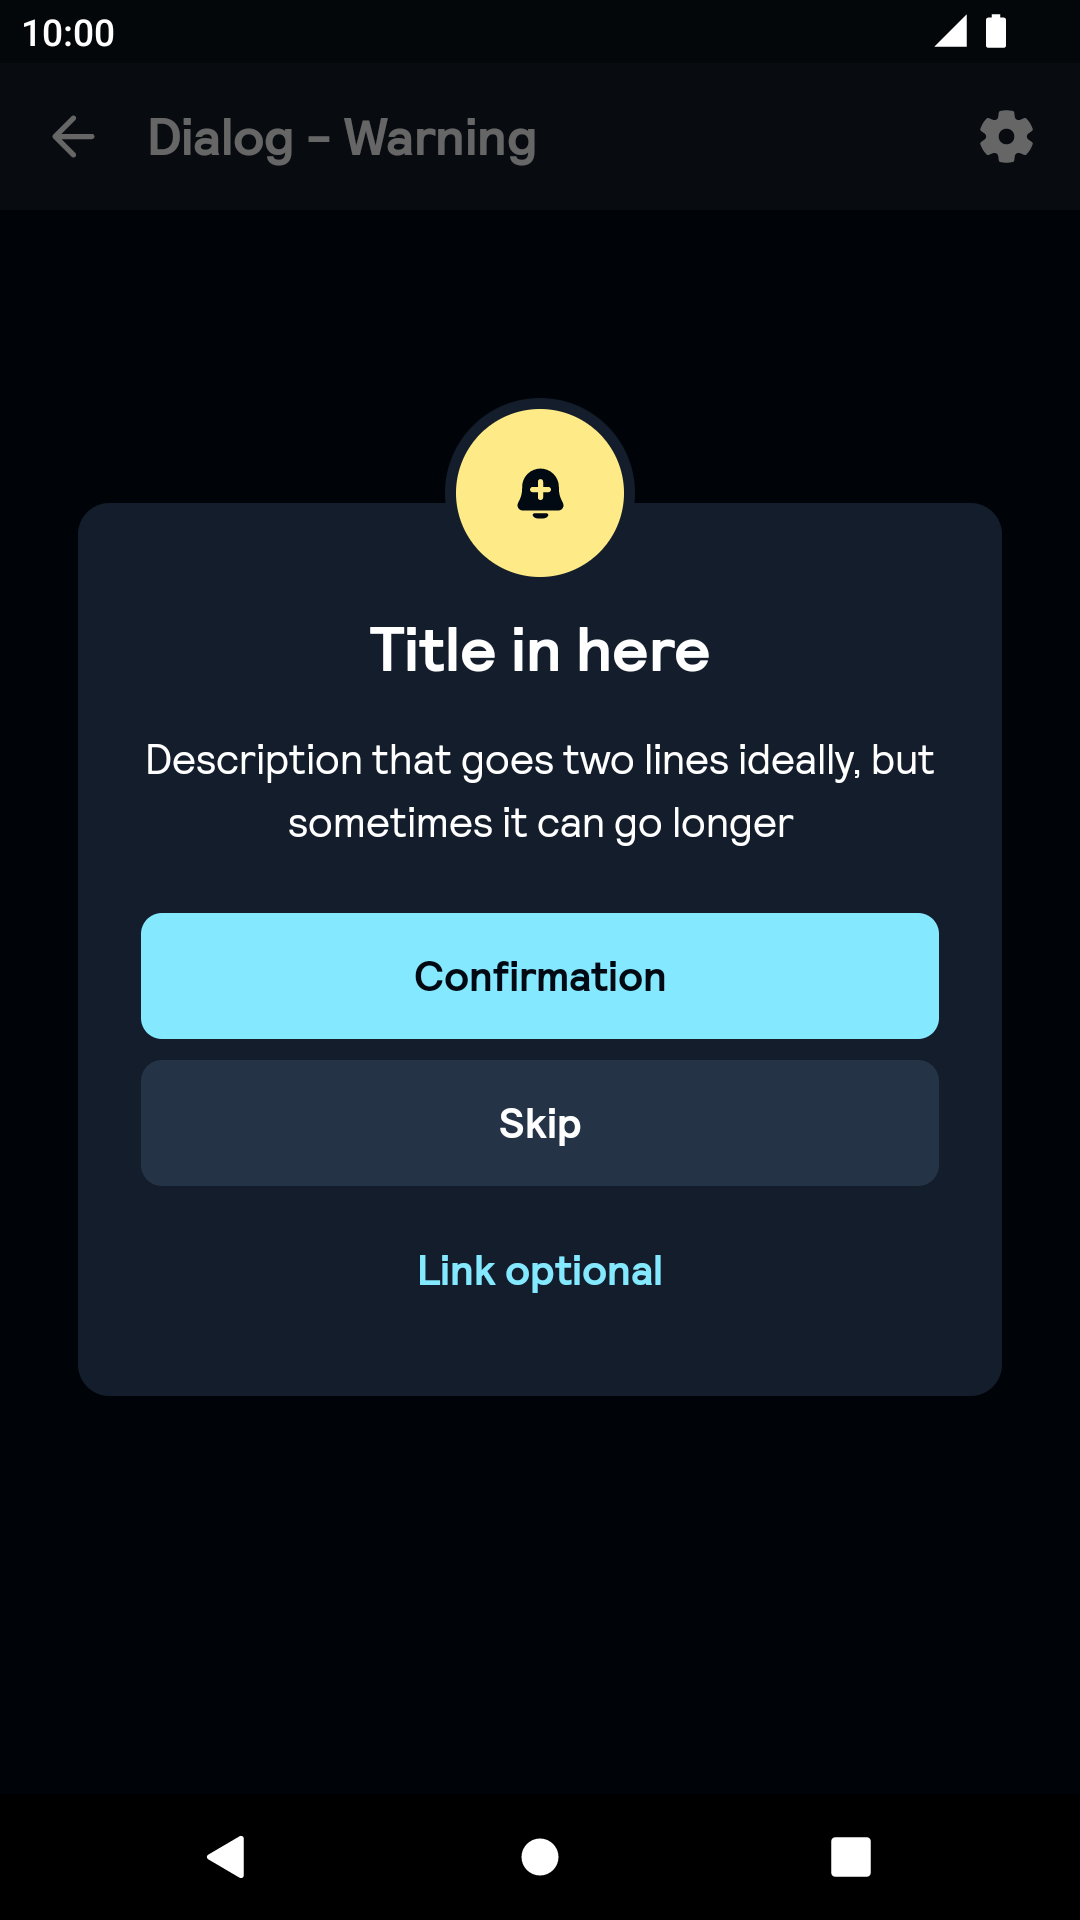 10:00
Dialog - Warning
Title in here
Description that goes two lines ideally, but
sometimes it can go longer
Confirmation
Skip
Link optional